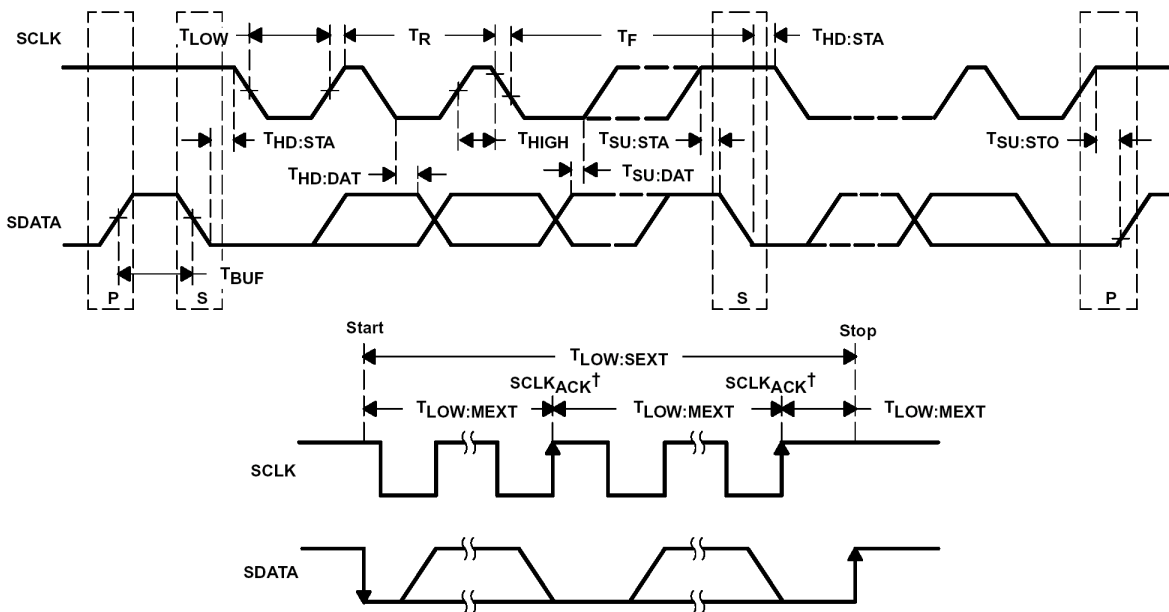 SCLK
TLOW
TR
TF
THD:STA
THD:STA
THIGH
TSU:STA
TSU:STO
THD:DAT
TSU:DAT
SDATA
TBUF
P
S
S
P
Start
Stop
TLOW:SEXT
SCLKACK†
SCLKACK†
TLOW:MEXT
TLOW:MEXT
TLOW:MEXT
SCLK
SDATA